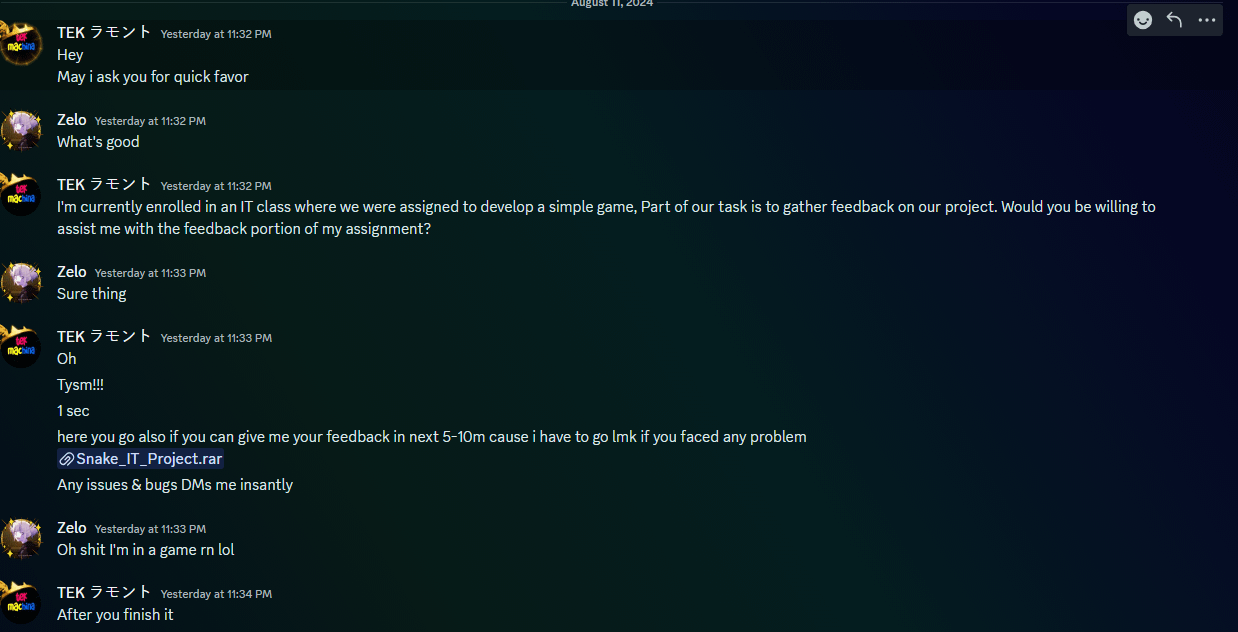 August 11, 2024
TEK ラモント Yesterday at 11:32 PM
Hey
May i ask you for quick favor
Zelo Yesterday at 11:32 PM
What's good
TEK ラモント Yesterday at 11:32 PM
I'm currently enrolled in an IT class where we were assigned to develop a simple game, Part of our task is to gather feedback on our project. Would you be willing to
assist me with the feedback portion of my assignment?
Zelo Yesterday at 11:33 PM
Sure thing
TEK ラモント Yesterday at 11:33 PM
Oh
Tysm!!!
1 sec
here you go also if you can give me your feedback in next 5-10m cause i have to go lmk if you faced any problem
Snake_IT_Project.rar
Any issues & bugs DMs me insantly
Zelo Yesterday at 11:33 PM
Oh shit I'm in a game rn lol
TEK ラモント Yesterday at 11:34 PM
After you finish it